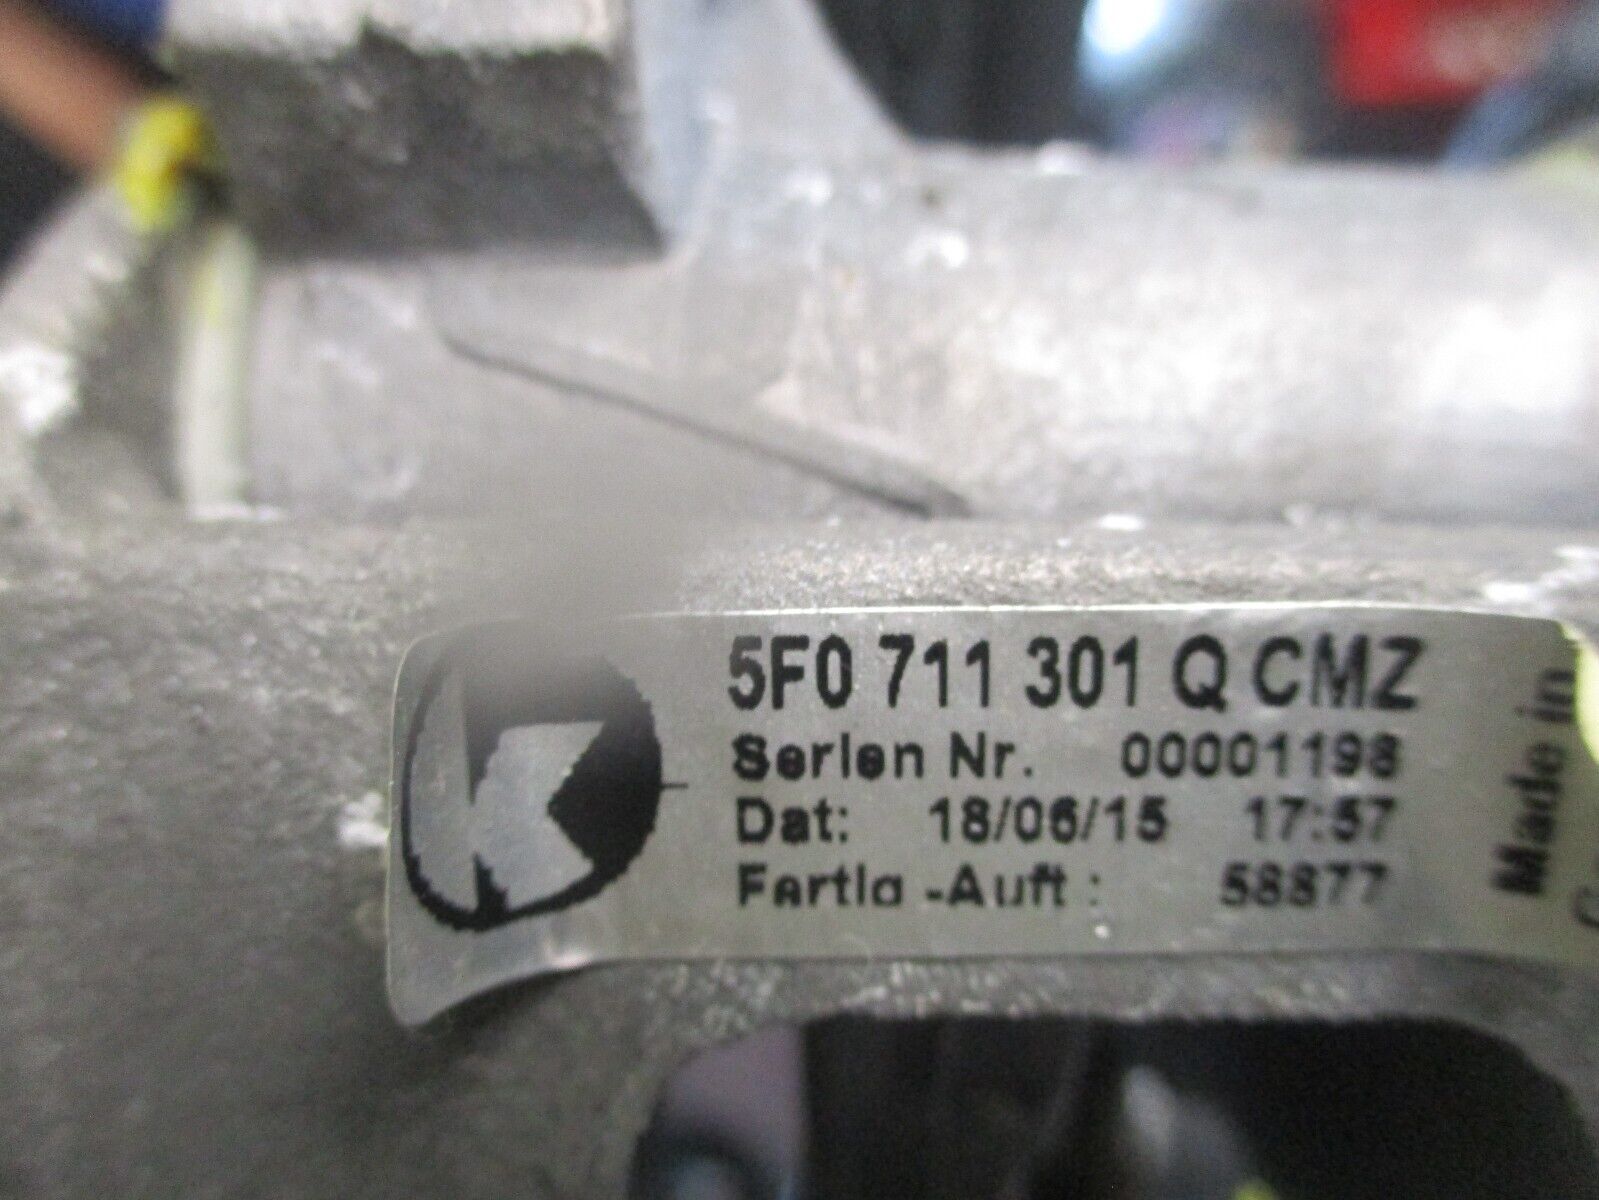 5F0 711 301 Q CMZ
Serien Nr. 00001198
Dat: 18/06/15 17:57
Fertig -Auft : 58877
Made in